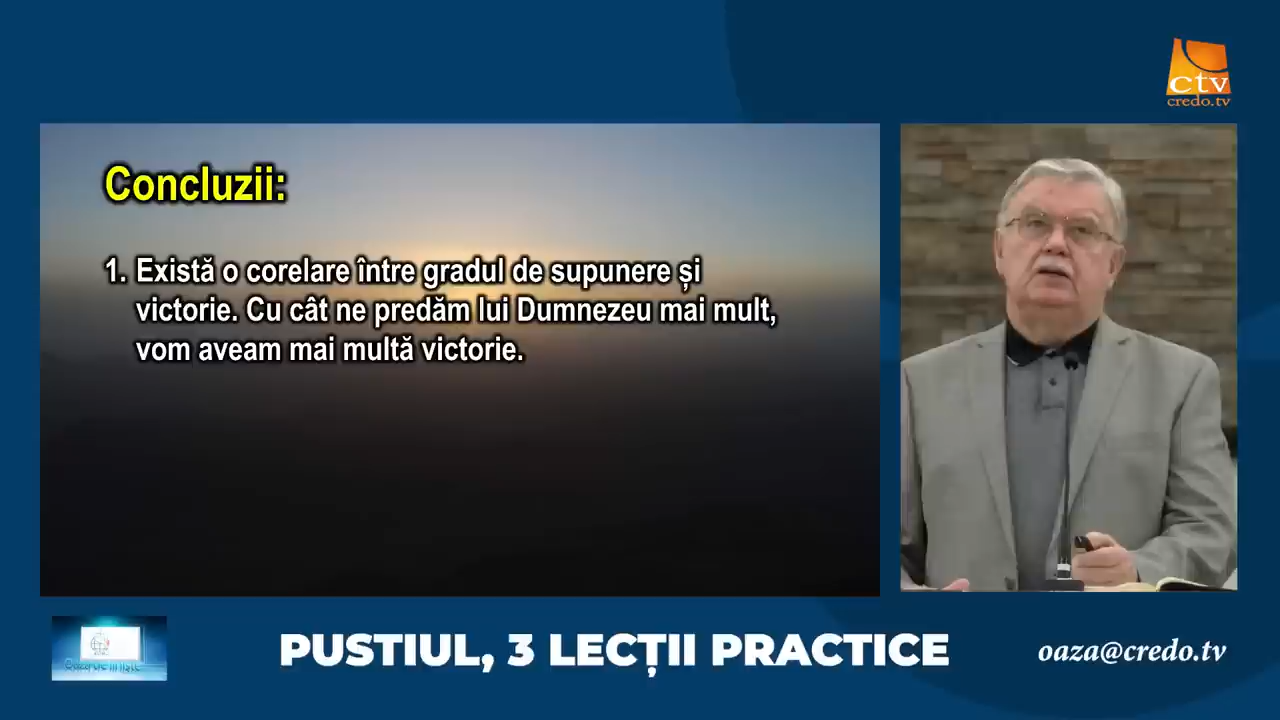 ctv
credo.tv
Concluzii:
1. Există o corelare între gradul de supunere și
victorie. Cu cât ne predăm lui Dumnezeu mai mult,
vom aveam mai multă victorie.
PUSTIUL, 3 LECȚII PRACTICE
oaza@credo.tv